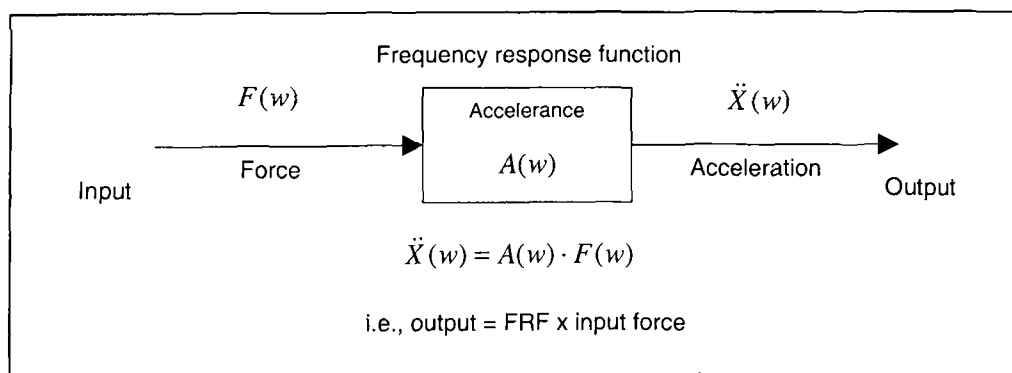 Frequency response function
F(w)
Accelerance
Ẍ(w)
Force
A(w)
Acceleration
Input
Output
Ẍ(w) = A(w) · F(w)
i.e., output = FRF x input force